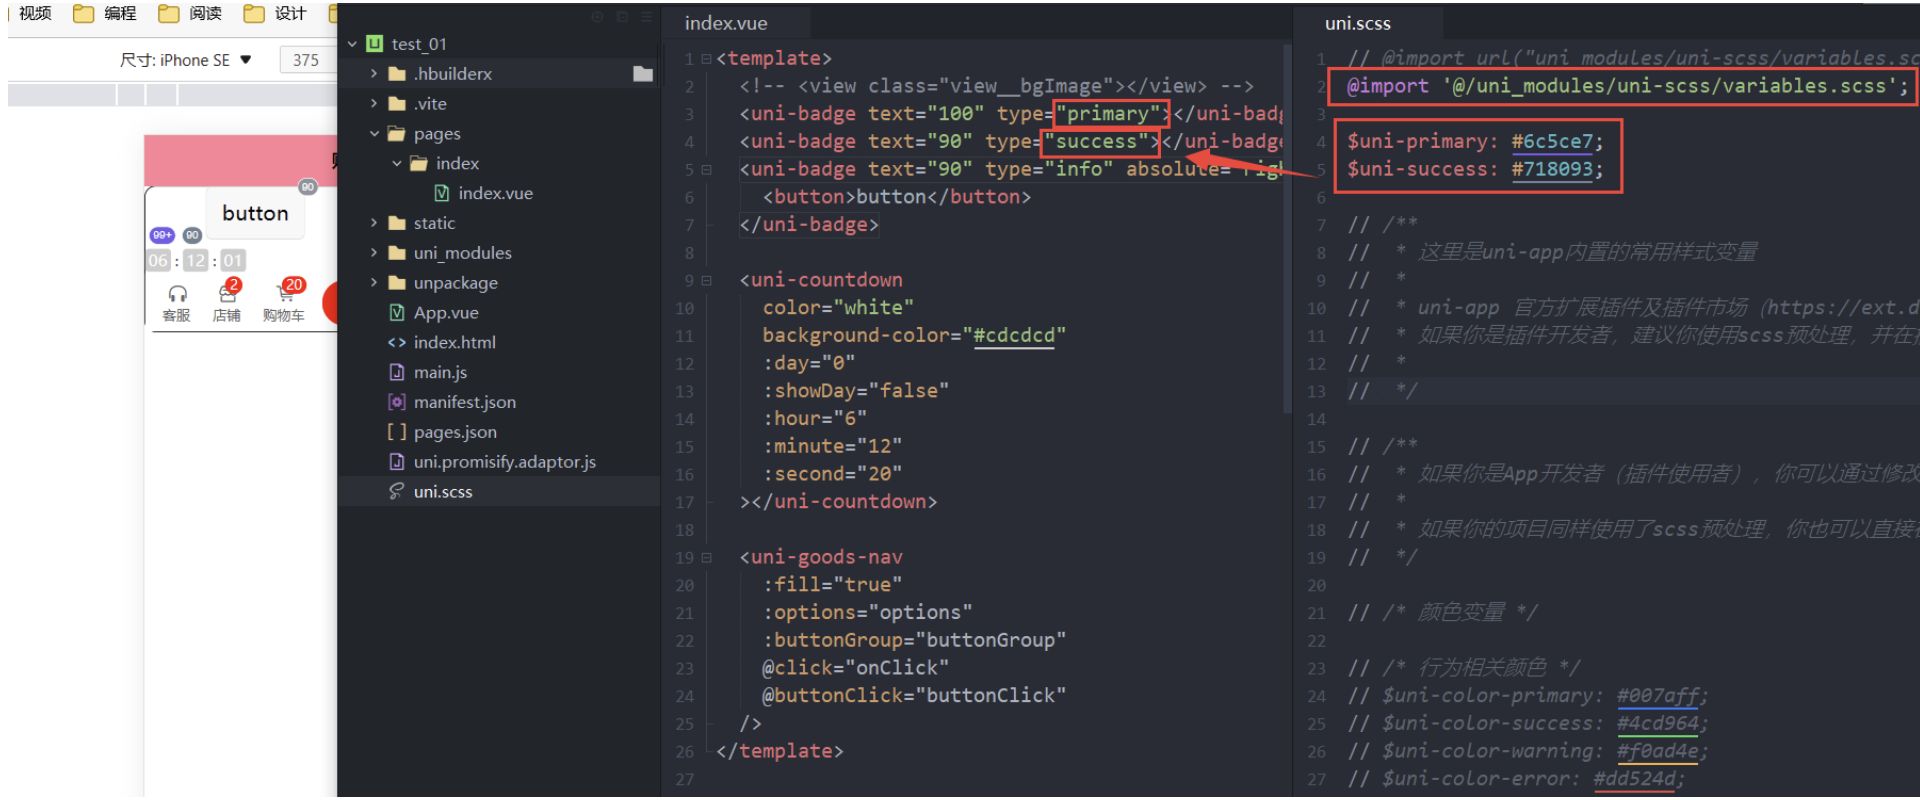 视频 编程 阅读 设计
尺寸: iPhone SE ▼ 375
90
button
99+ 90
06 : 12 : 01
2 20
客服 店铺 购物车
test_01
.hbuilderx
.vite
pages
index
index.vue
static
uni_modules
unpackage
App.vue
index.html
main.js
manifest.json
pages.json
uni.promisify.adaptor.js
uni.scss
index.vue
1 <template>
2 <!-- <view class="view__bgImage"></view> -->
3 <uni-badge text="100" type="primary"></uni-badg
4 <uni-badge text="90" type="success"></uni-badge
5 <uni-badge text="90" type="info" absolute="righ
6 <button>button</button>
7 </uni-badge>
8
9 <uni-countdown
10 color="white"
11 background-color="#cdcdcd"
12 :day="0"
13 :showDay="false"
14 :hour="6"
15 :minute="12"
16 :second="20"
17 ></uni-countdown>
18
19 <uni-goods-nav
20 :fill="true"
21 :options="options"
22 :buttonGroup="buttonGroup"
23 @click="onClick"
24 @buttonClick="buttonClick"
25 />
26 </template>
27
uni.scss
1 // @import url("uni_modules/uni-scss/variables.sc
2 @import '@/uni_modules/uni-scss/variables.scss';
3
4 $uni-primary: #6c5ce7;
5 $uni-success: #718093;
6
7 // /**
8 // * 这里是uni-app内置的常用样式变量
9 // *
10 // * uni-app 官方扩展插件及插件市场（https://ext.d
11 // * 如果你是插件开发者，建议你使用scss预处理，并在
12 // *
13 // */
14
15 // /**
16 // * 如果你是App开发者（插件使用者），你可以通过修改
17 // *
18 // * 如果你的项目同样使用了scss预处理，你也可以直接
19 // */
20
21 // /* 颜色变量 */
22
23 // /* 行为相关颜色 */
24 // $uni-color-primary: #007aff;
25 // $uni-color-success: #4cd964;
26 // $uni-color-warning: #f0ad4e;
27 // $uni-color-error: #dd524d;